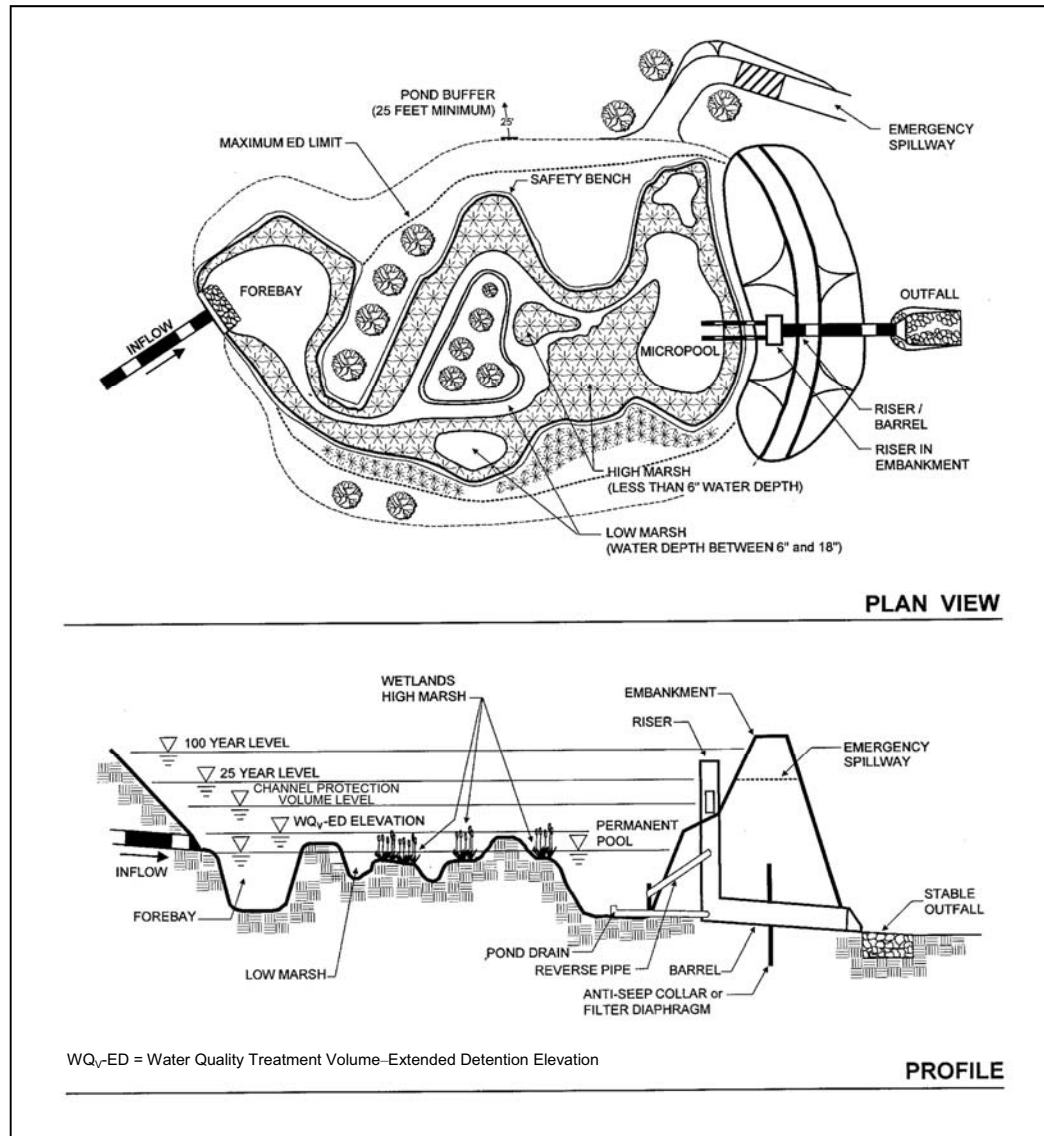 POND BUFFER
(25 FEET MINIMUM)
25'
MAXIMUM ED LIMIT
EMERGENCY
SPILLWAY
SAFETY BENCH
FOREBAY
INFLOW
OUTFALL
MICROPOOL
RISER /
BARREL
RISER IN
EMBANKMENT
HIGH MARSH
(LESS THAN 6" WATER DEPTH)
LOW MARSH
(WATER DEPTH BETWEEN 6" and 18")
PLAN VIEW
WETLANDS
HIGH MARSH
EMBANKMENT
RISER
100 YEAR LEVEL
EMERGENCY
SPILLWAY
25 YEAR LEVEL
CHANNEL PROTECTION
VOLUME LEVEL
WQV-ED ELEVATION
PERMANENT
POOL
INFLOW
FOREBAY
STABLE
OUTFALL
LOW MARSH
POND DRAIN
REVERSE PIPE
BARREL
ANTI-SEEP COLLAR or
FILTER DIAPHRAGM
WQV-ED = Water Quality Treatment Volume–Extended Detention Elevation
PROFILE